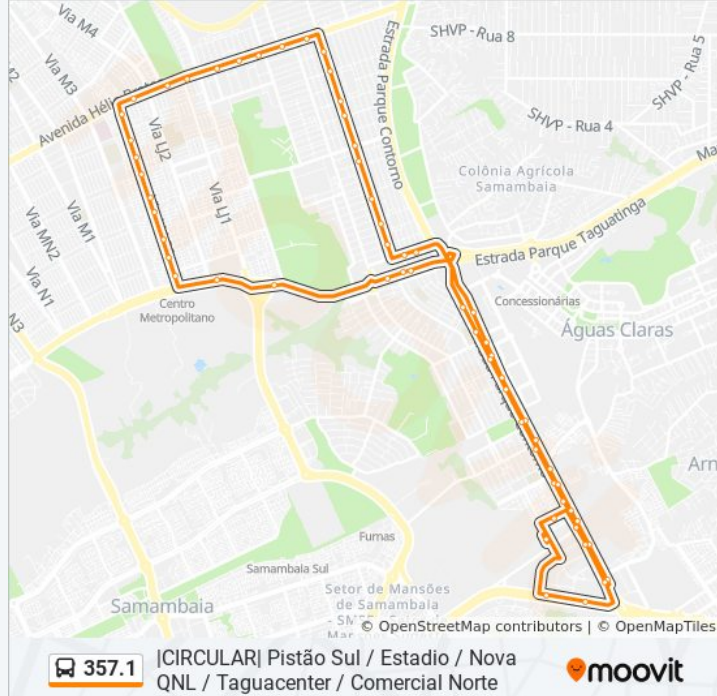 Via M4
SHVP - Rua 8
SHVP - Rua 5
Estrada Parque Contorno
Via M3
Avenida Hélio
SHVP - Rua 4
Via LJ2
Colônia Agrícola
Samambaia
Via LJ1
Via M1
Via MN2
Estrada Parque Taguatinga
Via N1
Concessionárias
Centro
Metropolitano
Águas Claras
N3
Furnas
Samambaia Sul
Setor de Mansões
de Samambaia
Samambaia
© OpenStreetMap contributors | © OpenMapTiles
357.1
|CIRCULAR| Pistão Sul / Estadio / Nova
QNL / Taguacenter / Comercial Norte
moovit